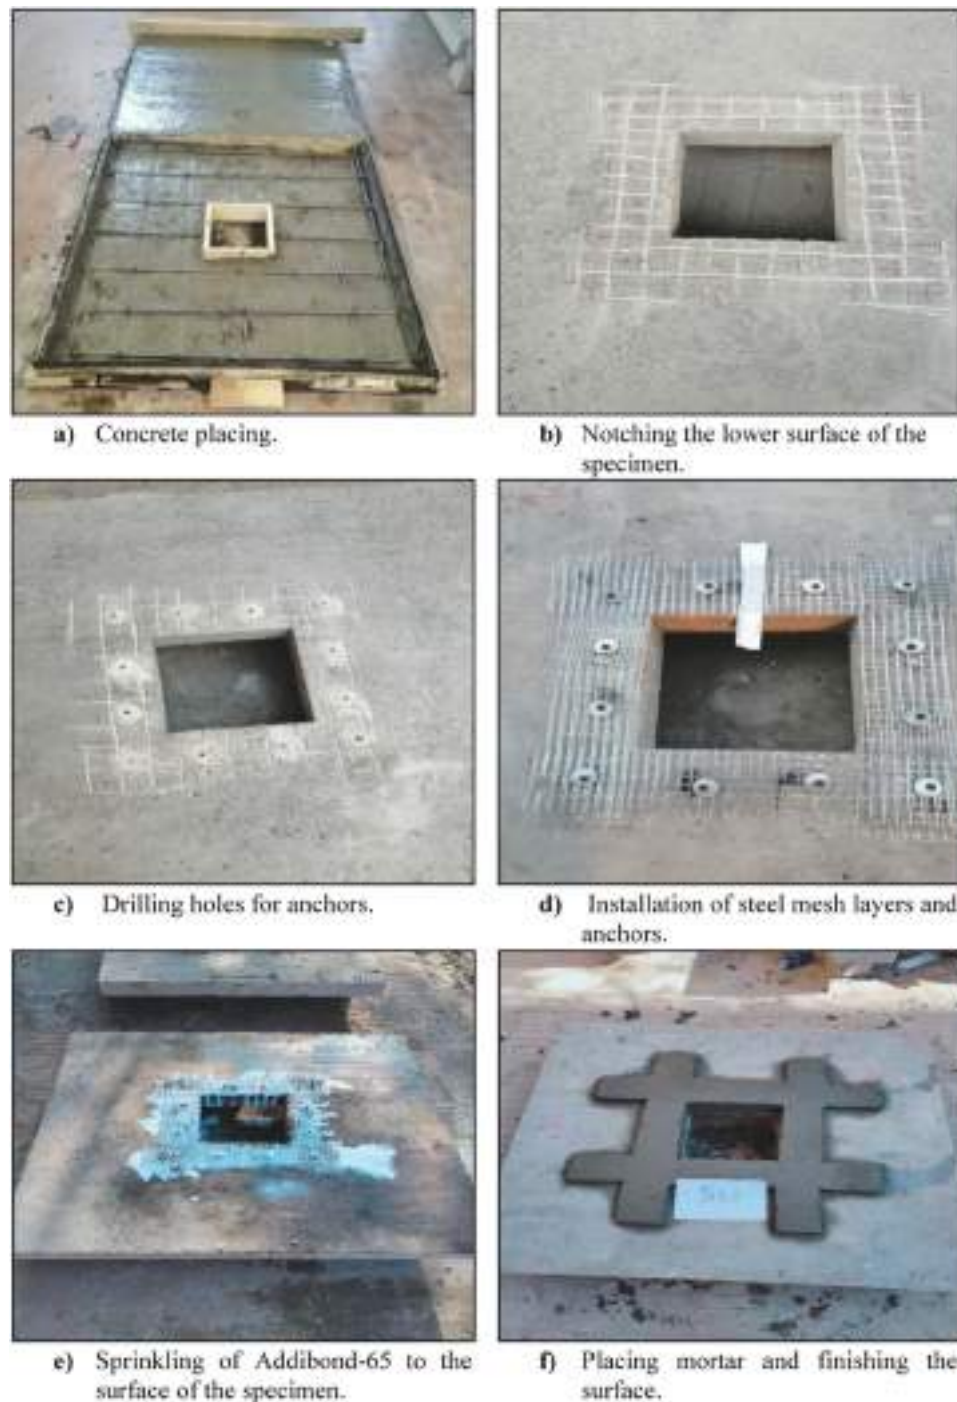 a) Concrete placing.
b) Notching the lower surface of the
specimen.
c) Drilling holes for anchors.
d) Installation of steel mesh layers and
anchors.
e) Sprinkling of Addibond-65 to the
surface of the specimen.
f) Placing mortar and finishing the
surface.